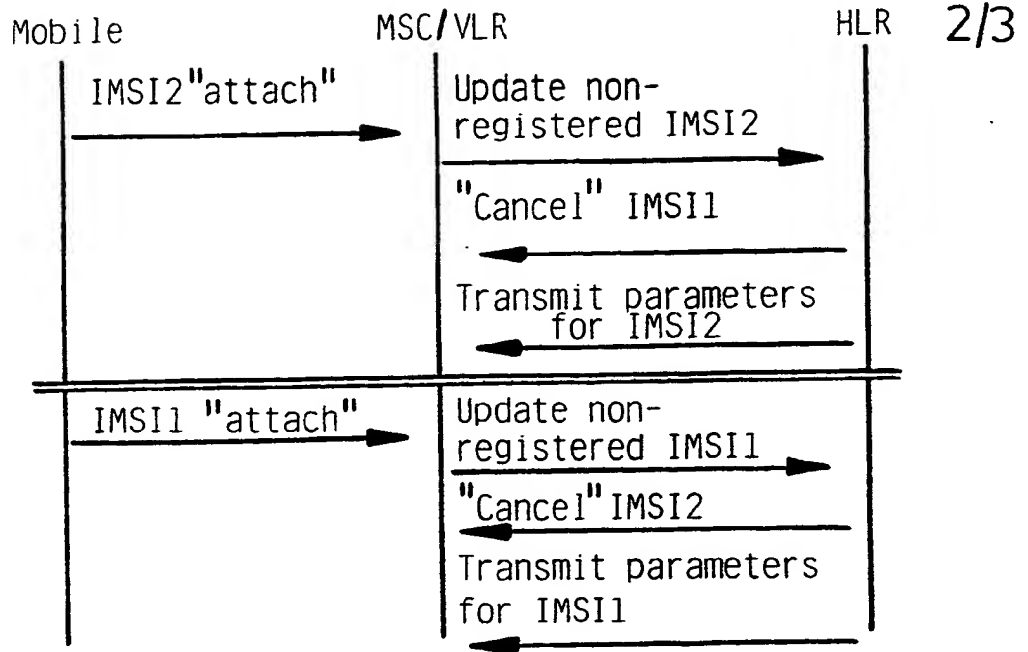 Mobile MSC/VLR HLR 2/3
IMSI2"attach"
Update non-
registered IMSI2
"Cancel" IMSI1
Transmit parameters
for IMSI2
IMSI1 "attach"
Update non-
registered IMSI1
"Cancel"IMSI2
Transmit parameters
for IMSI1